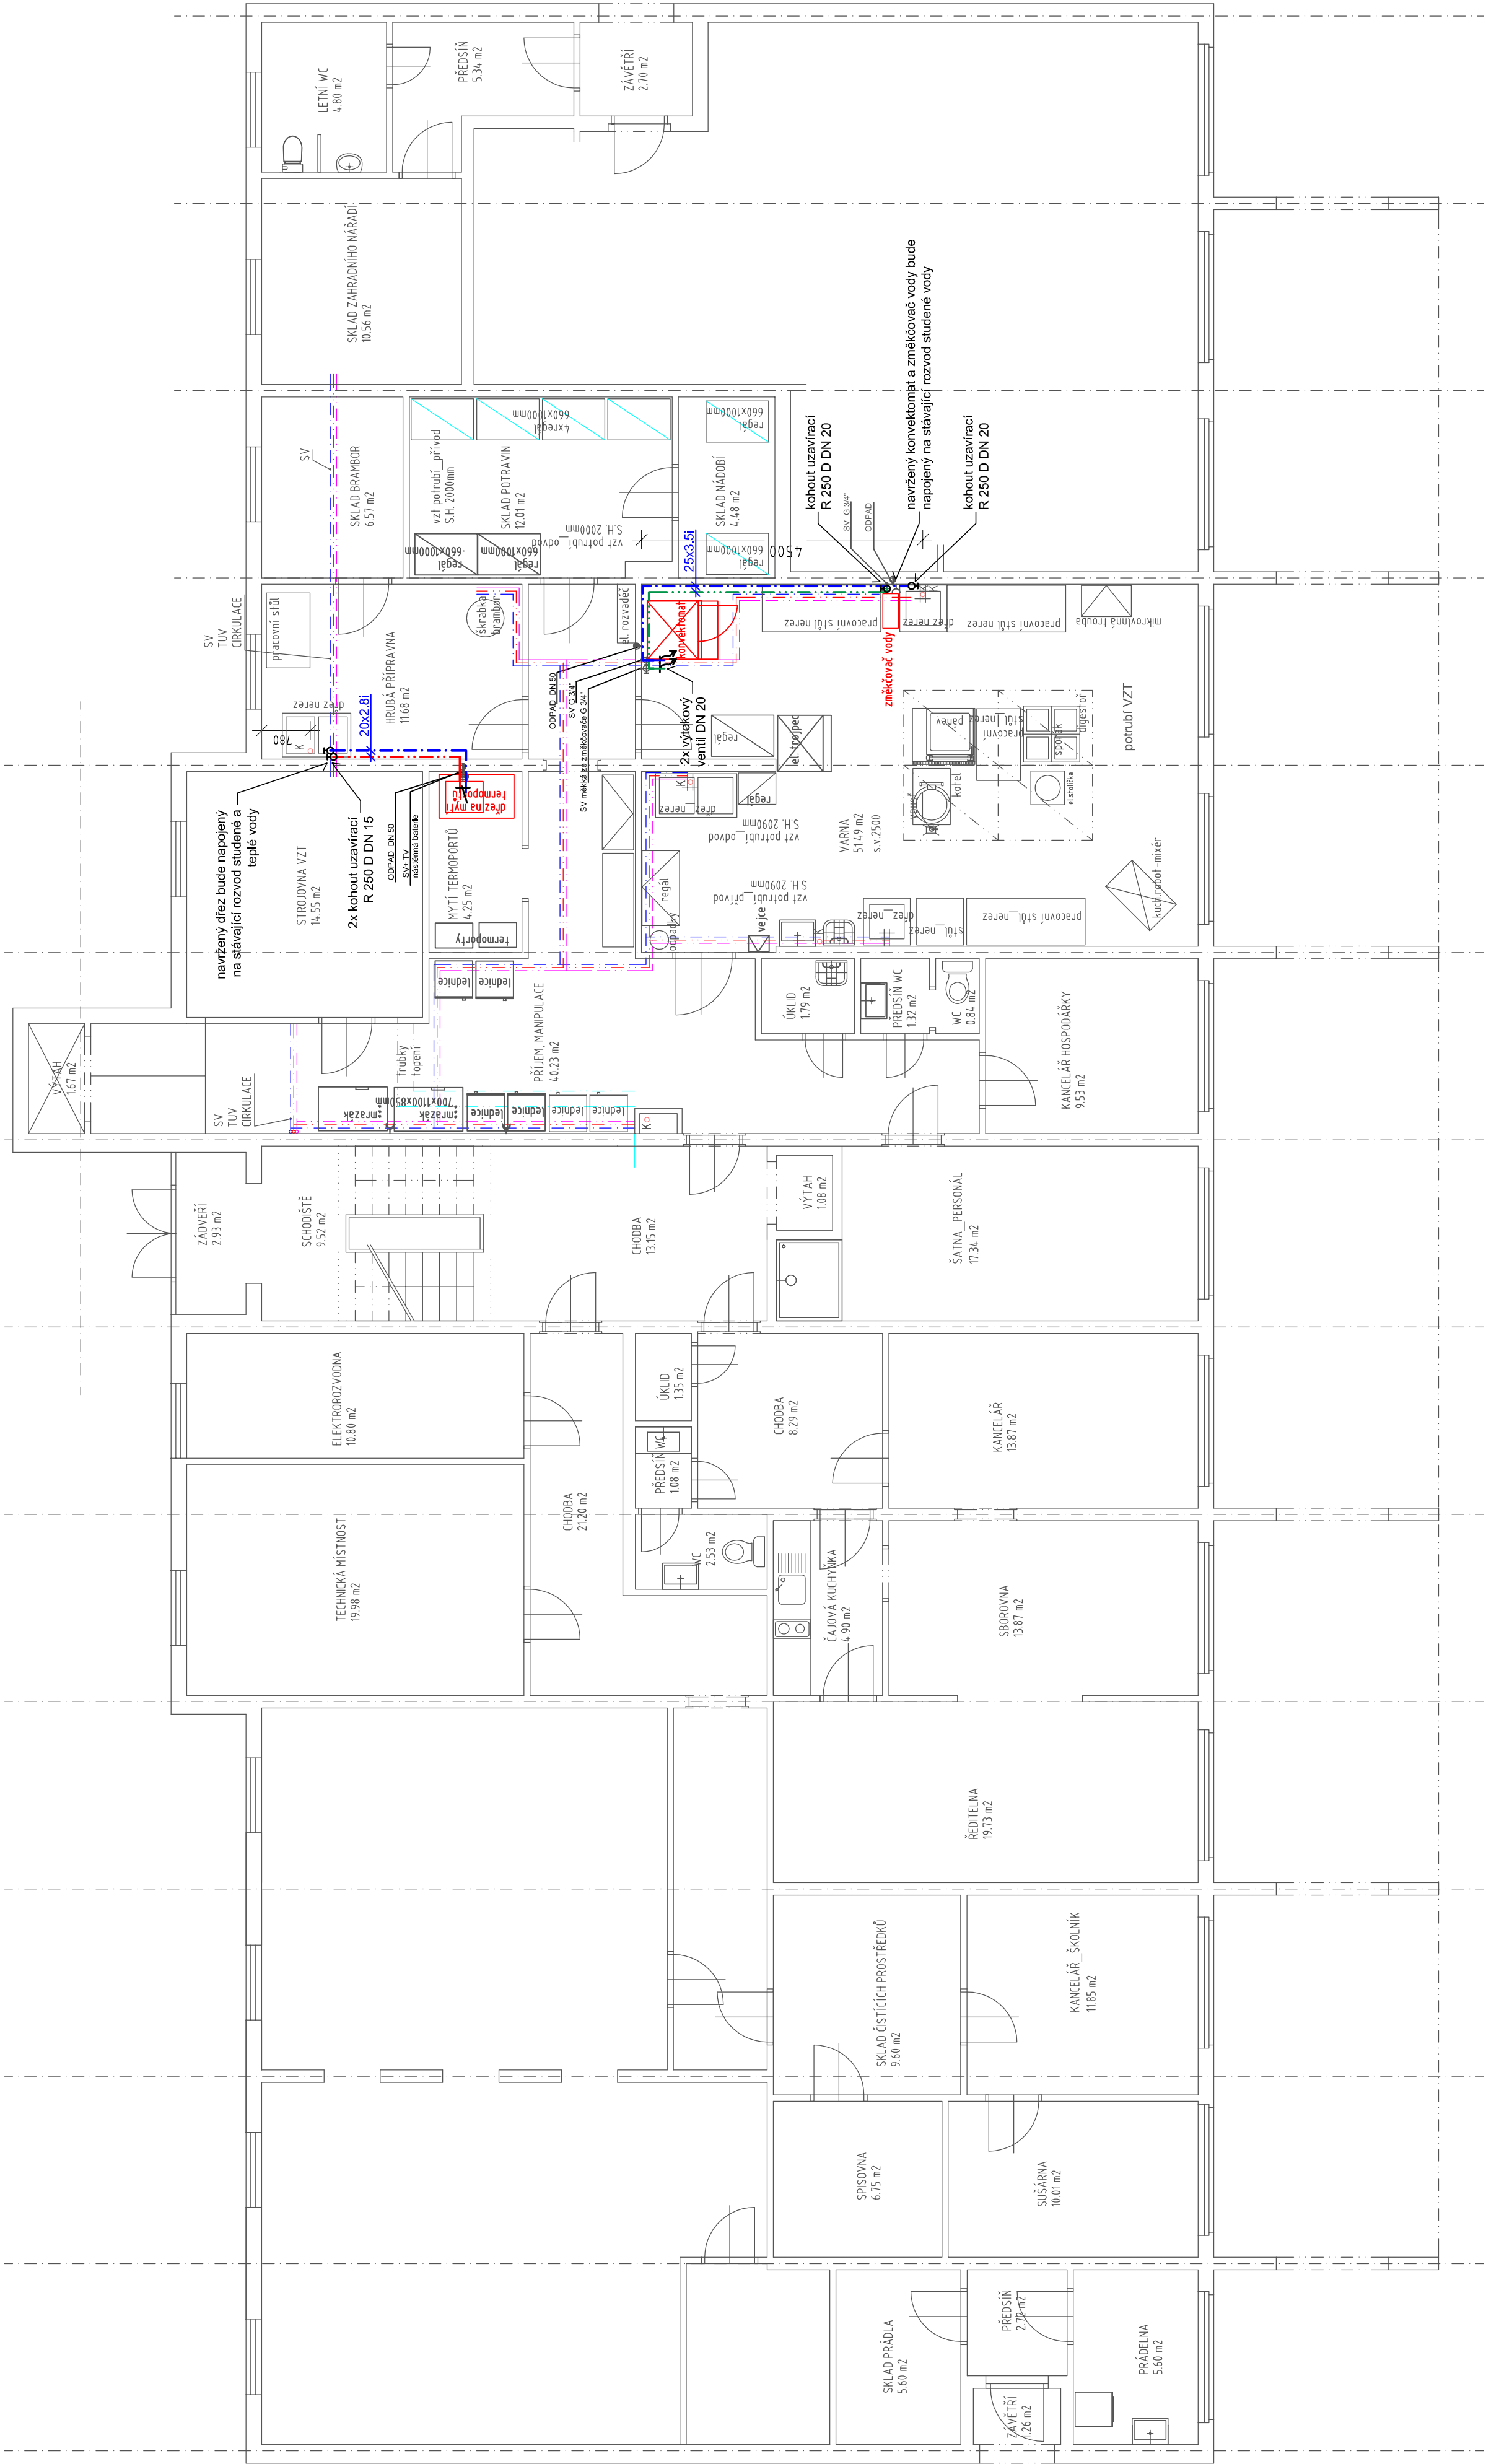 LETNÍ WC
4.80 m2
PŘEDSÍŇ
5.34 m2
ZÁVĚTŘÍ
2.70 m2
SKLAD ZAHRADNÍHO NÁŘADÍ
10.56 m2
SV
SKLAD BRAMBOR
6.57 m2
vzt potrubí_přívod
S.H. 2000mm
4xregál
660x1000mm
SKLAD POTRAVIN
12.01 m2
regál
660x1000mm
regál
660x1000mm
vzt potrubí_odvod
S.H. 2000mm
SKLAD NÁDOBÍ
4.48 m2
regál
660x1000mm
regál
660x1000mm
4500
25x3,5i
kohout uzavírací
R 250 D DN 20
SV G 3/4"
ODPAD
navržený konvektomat a změkčovač vody bude
napojený na stávající rozvod studené vody
kohout uzavírací
R 250 D DN 20
SV
TUV
CIRKULACE
pracovní stůl
HRUBÁ PŘÍPRAVNA
11.68 m2
dřez nerez
K
780
20x2,8i
škrabka
brambor
el. rozvaděč
konvektomat
pracovní stůl nerez
změkčovač vody
dřez nerez
K
pracovní stůl nerez
mikrovlnná trouba
ODPAD DN 50
SV G 3/4"
SV měkká ze změkčovače G 3/4"
2x výtokový
ventil DN 20
regál
el. trojpec
navržený dřez bude napojený
na stávající rozvod studené a
teplé vody
STROJOVNA VZT
14.55 m2
2x kohout uzavírací
R 250 D DN 15
ODPAD DN 50
SV+ TV
nástěnná baterie
dřez na mytí
termoportů
MYTÍ TERMOPORTŮ
4.25 m2
termoporty
dřez_nerez
K
regál
vzt potrubí_odvod
S.H. 2090mm
regál
vzt potrubí_přívod
S.H. 2090mm
odpadky
vejce
K
VARNA
51.49 m2
s.v.2500
pánev
pracovní
stůl_nerez
sporák
digestoř
kotel
vpusť
el.stolička
potrubí VZT
dřez_nerez
stůl_nerez
pracovní stůl_nerez
kuch.robot-mixér
VÝTAH
1.67 m2
SV
TUV
CIRKULACE
trubky
topení
lednice
lednice
PŘÍJEM, MANIPULACE
40.23 m2
mrazák
mrazák
700x1100x850mm
lednice
lednice
lednice
lednice
K
ÚKLID
1.79 m2
PŘEDSÍŇ WC
1.32 m2
WC
0.84 m2
KANCELÁŘ HOSPODÁŘKY
9.53 m2
ZÁDVEŘÍ
2.93 m2
SCHODIŠTĚ
9.52 m2
CHODBA
13.15 m2
VÝTAH
1.08 m2
ŠATNA_PERSONÁL
17.34 m2
ELEKTROROZVODNA
10.80 m2
ÚKLID
1.35 m2
CHODBA
8.29 m2
KANCELÁŘ
13.87 m2
TECHNICKÁ MÍSTNOST
19.98 m2
CHODBA
21.20 m2
PŘEDSÍŇ WC
1.08 m2
WC
2.53 m2
ČAJOVÁ KUCHYŇKA
4.90 m2
SBOROVNA
13.87 m2
ŘEDITELNA
19.73 m2
SKLAD ČISTÍCÍCH PROSTŘEDKŮ
9.60 m2
KANCELÁŘ_ŠKOLNÍK
11.85 m2
SPISOVNA
6.75 m2
SUŠÁRNA
10.01 m2
SKLAD PRÁDLA
5.60 m2
PŘEDSÍŇ
2.72 m2
PRÁDELNA
5.60 m2
ZÁVĚTŘÍ
1.26 m2